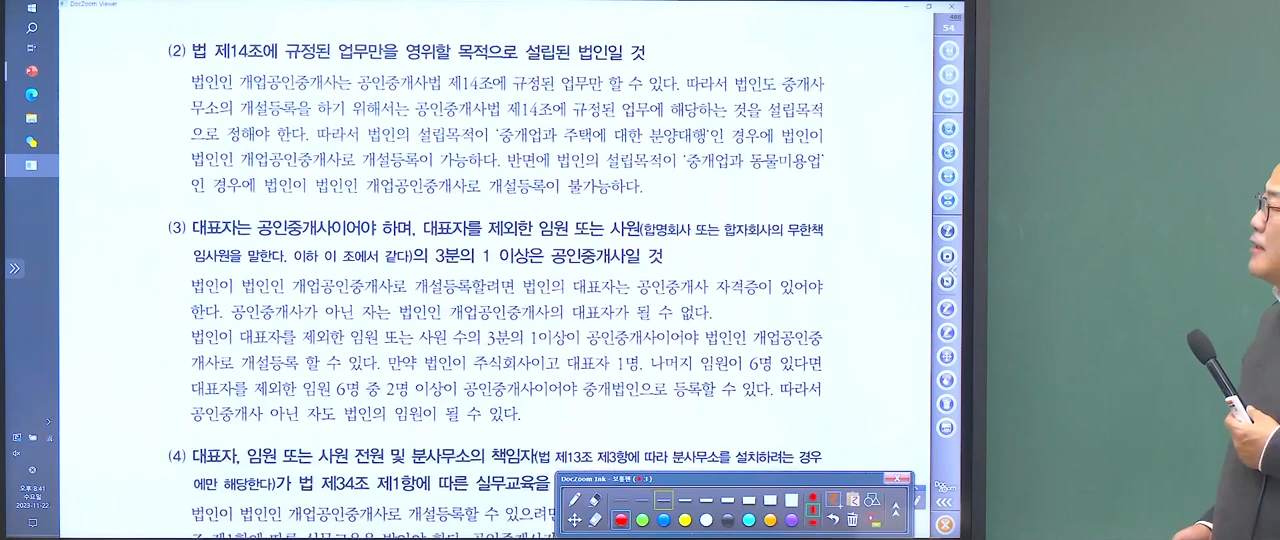 DocZoom Viewer
488
54
(2) 법 제14조에 규정된 업무만을 영위할 목적으로 설립된 법인일 것
법인인 개업공인중개사는 공인중개사법 제14조에 규정된 업무만 할 수 있다. 따라서 법인도 중개사
무소의 개설등록을 하기 위해서는 공인중개사법 제14조에 규정된 업무에 해당하는 것을 설립목적
으로 정해야 한다. 따라서 법인의 설립목적이 '중개업과 주택에 대한 분양대행'인 경우에 법인이
법인인 개업공인중개사로 개설등록이 가능하다. 반면에 법인의 설립목적이 '중개업과 동물미용업'
인 경우에 법인이 법인인 개업공인중개사로 개설등록이 불가능하다.
(3) 대표자는 공인중개사이어야 하며, 대표자를 제외한 임원 또는 사원(합명회사 또는 합자회사의 무한책
임사원을 말한다. 이하 이 조에서 같다)의 3분의 1 이상은 공인중개사일 것
법인이 법인인 개업공인중개사로 개설등록할려면 법인의 대표자는 공인중개사 자격증이 있어야
한다. 공인중개사가 아닌 자는 법인인 개업공인중개사의 대표자가 될 수 없다.
법인이 대표자를 제외한 임원 또는 사원 수의 3분의 1이상이 공인중개사이어야 법인인 개업공인중
개사로 개설등록 할 수 있다. 만약 법인이 주식회사이고 대표자 1명, 나머지 임원이 6명 있다면
대표자를 제외한 임원 6명 중 2명 이상이 공인중개사이어야 중개법인으로 등록할 수 있다. 따라서
공인중개사 아닌 자도 법인의 임원이 될 수 있다.
(4) 대표자, 임원 또는 사원 전원 및 분사무소의 책임자(법 제13조 제3항에 따라 분사무소를 설치하려는 경우
에만 해당한다)가 법 제34조 제1항에 따른 실무교육을
법인이 법인인 개업공인중개사로 개설등록할 수 있으려면
DocZoom Ink - 보통펜 ( 3)
DocZoom
오후 8:41
수요일
2023-11-22